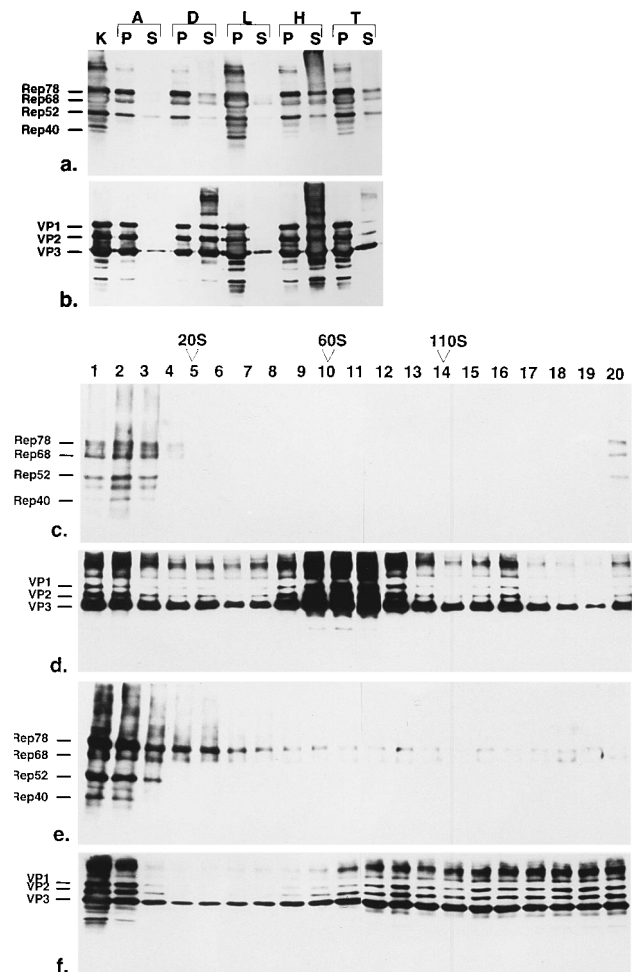 A D L H T
K P S P S P S P S P S
Rep78
Rep68
Rep52
Rep40
a.
VP1
VP2
VP3
b.
20S 60S 110S
1 2 3 4 5 6 7 8 9 10 11 12 13 14 15 16 17 18 19 20
Rep78
Rep68
Rep52
Rep40
c.
VP1
VP2
VP3
d.
Rep78
Rep68
Rep52
Rep40
e.
VP1
VP2
VP3
f.